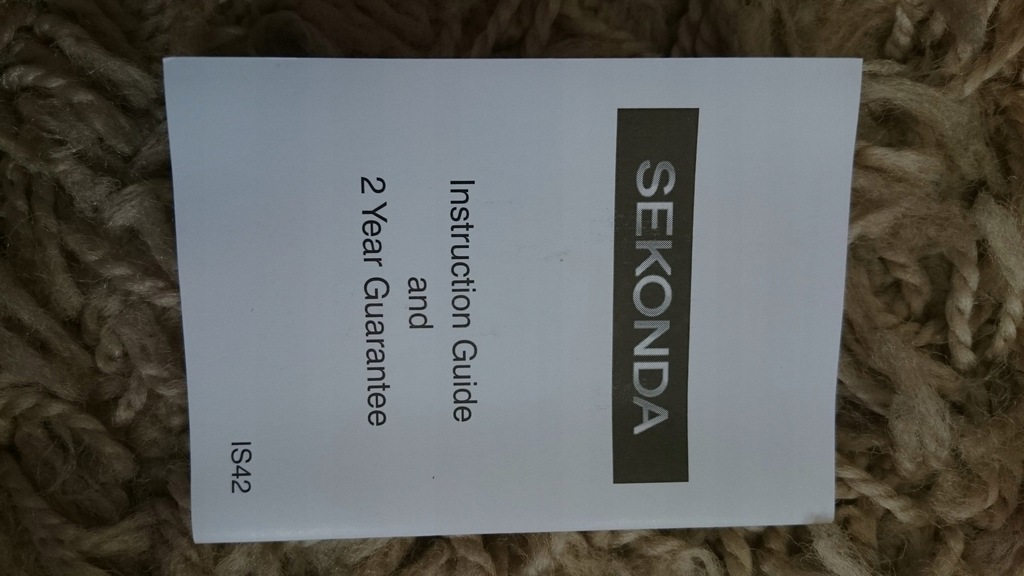 SEKONDA
Instruction Guide
and
2 Year Guarantee
IS42